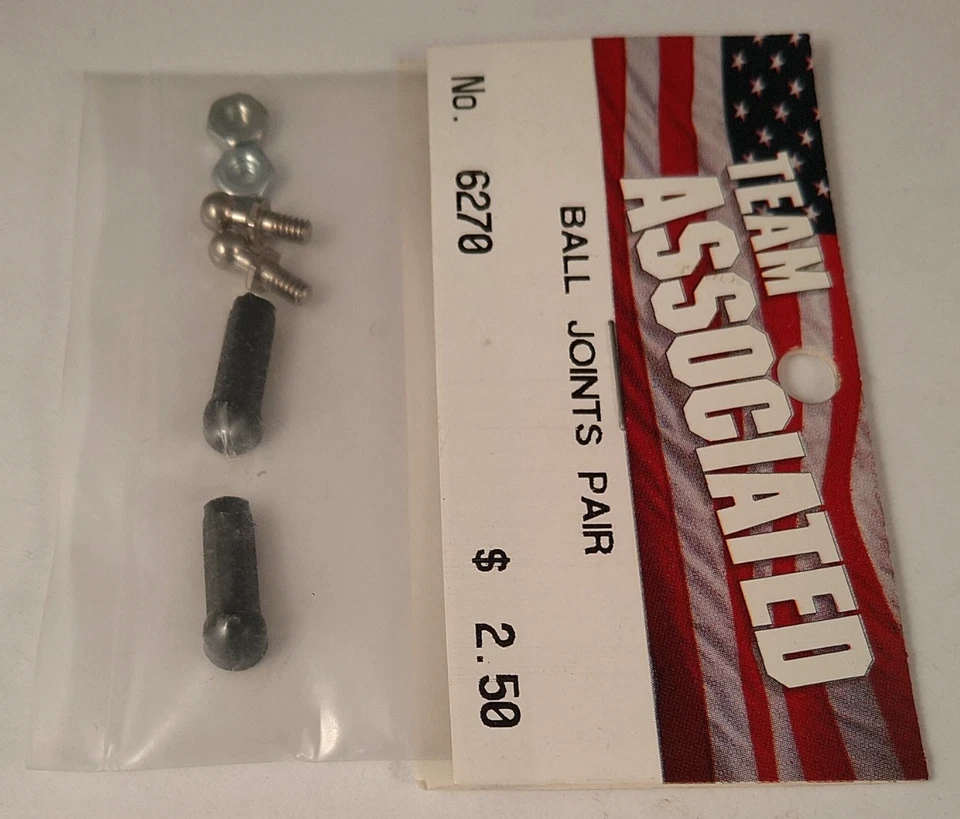 TEAM
ASSOCIATED
BALL JOINTS PAIR
No. 6270 $ 2.50